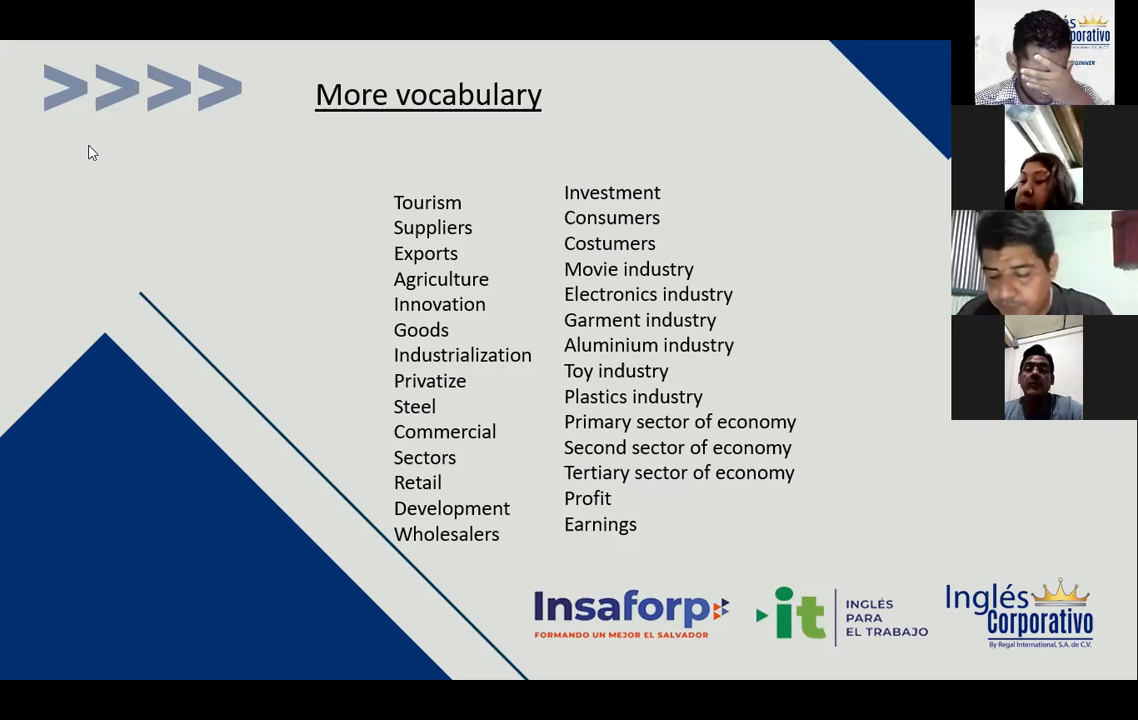 >>>>
More vocabulary
Tourism
Suppliers
Exports
Agriculture
Innovation
Goods
Industrialization
Privatize
Steel
Commercial
Sectors
Retail
Development
Wholesalers
Investment
Consumers
Costumers
Movie industry
Electronics industry
Garment industry
Aluminium industry
Toy industry
Plastics industry
Primary sector of economy
Second sector of economy
Tertiary sector of economy
Profit
Earnings
Insaforp
FORMANDO UN MEJOR EL SALVADOR
it
INGLÉS
PARA
EL TRABAJO
Inglés
Corporativo
By Regal International, S.A. de C.V.